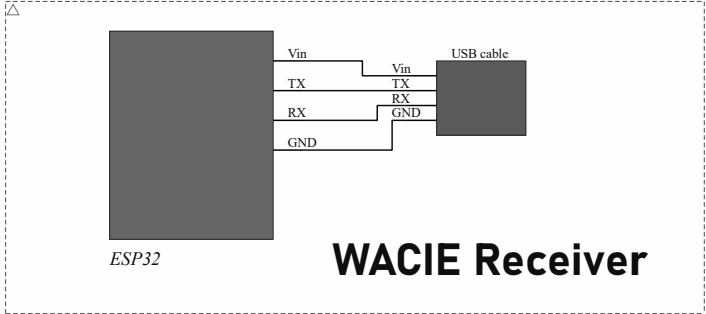 USB cable
Vin
Vin
TX
TX
RX
RX
GND
GND
ESP32
WACIE Receiver